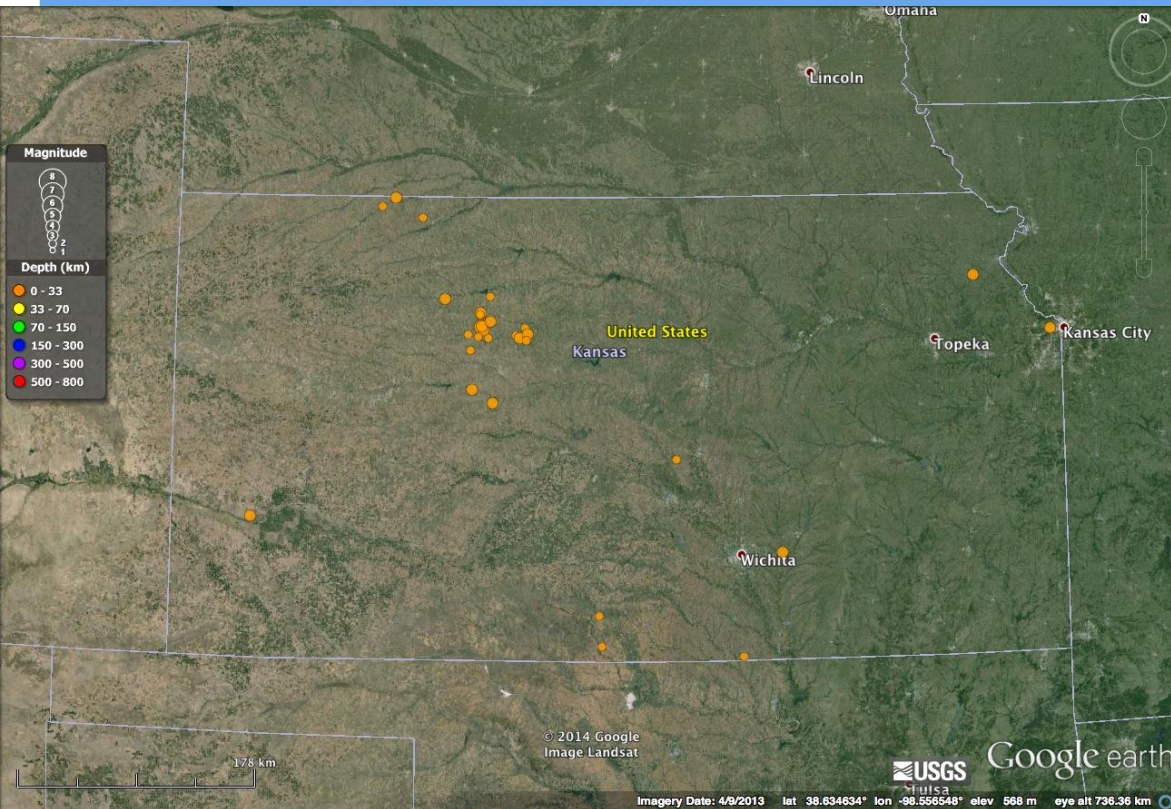 Omaha
N
Lincoln
Magnitude
8
7
6
5
4
3
2
1
Depth (km)
0 - 33
33 - 70
70 - 150
150 - 300
300 - 500
500 - 800
United States
Kansas
Topeka
Kansas City
Wichita
© 2014 Google
Image Landsat
178 km
USGS
Google earth
Tulsa
Imagery Date: 4/9/2013 lat 38.634634° lon -98.556548° elev 568 m eye alt 736.36 km